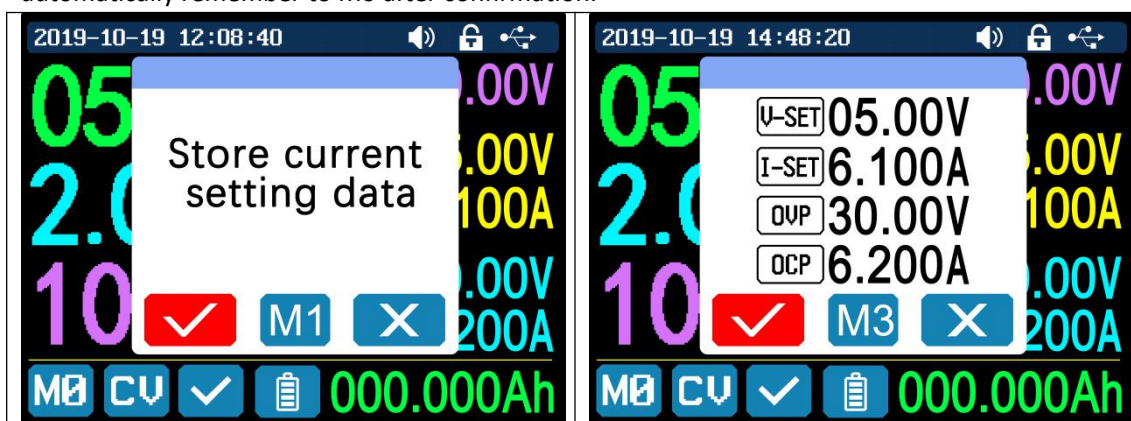 automatically remember to after confirmation.
2019-10-19 12:08:40
05
.00V
Store current
setting data
.00V
2.0
100A
.00V
10
M1
200A
M0 CV 000.000Ah
2019-10-19 14:48:20
05
.00V
V-SET 05.00V
.00V
I-SET 6.100A
2.0
100A
OVP 30.00V
OCP 6.200A
.00V
10
M3
200A
M0 CV 000.000Ah